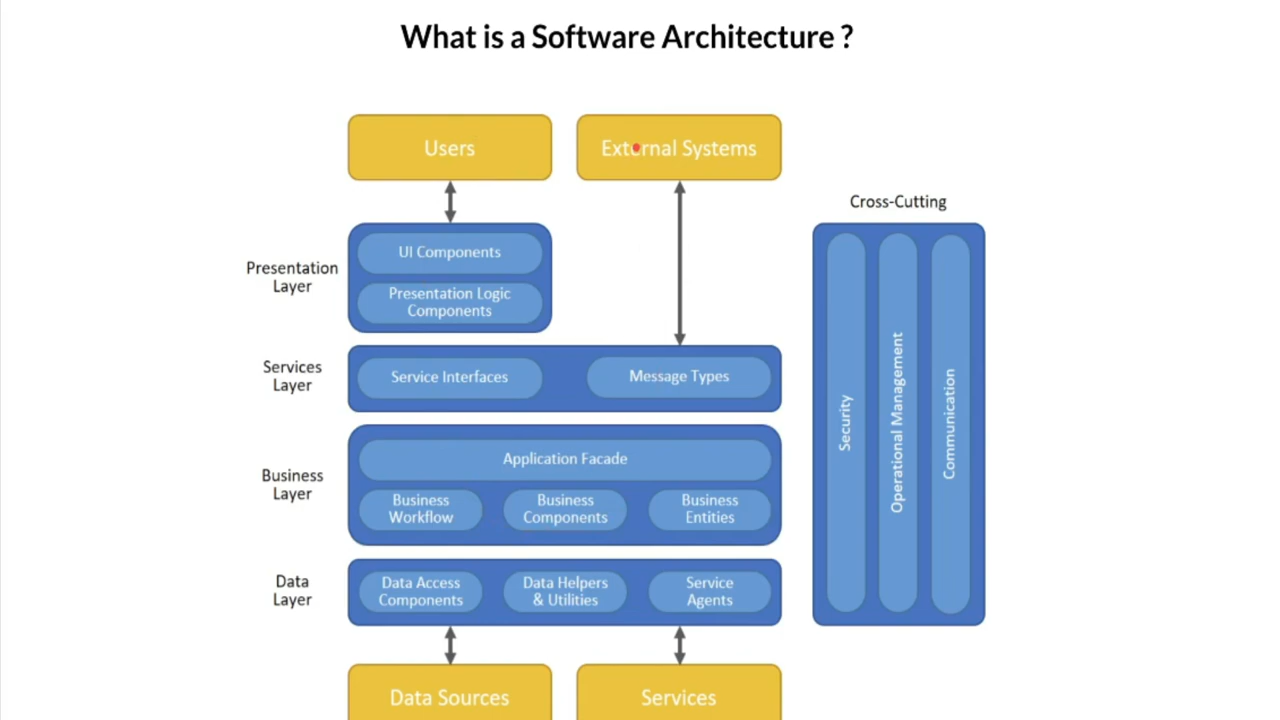 What is a Software Architecture ?
Users
External Systems
Cross-Cutting
Presentation
Layer
UI Components
Presentation Logic
Components
Services
Layer
Service Interfaces
Message Types
Business
Layer
Application Facade
Business
Workflow
Business
Components
Business
Entities
Data
Layer
Data Access
Components
Data Helpers
& Utilities
Service
Agents
Security
Operational Management
Communication
Data Sources
Services